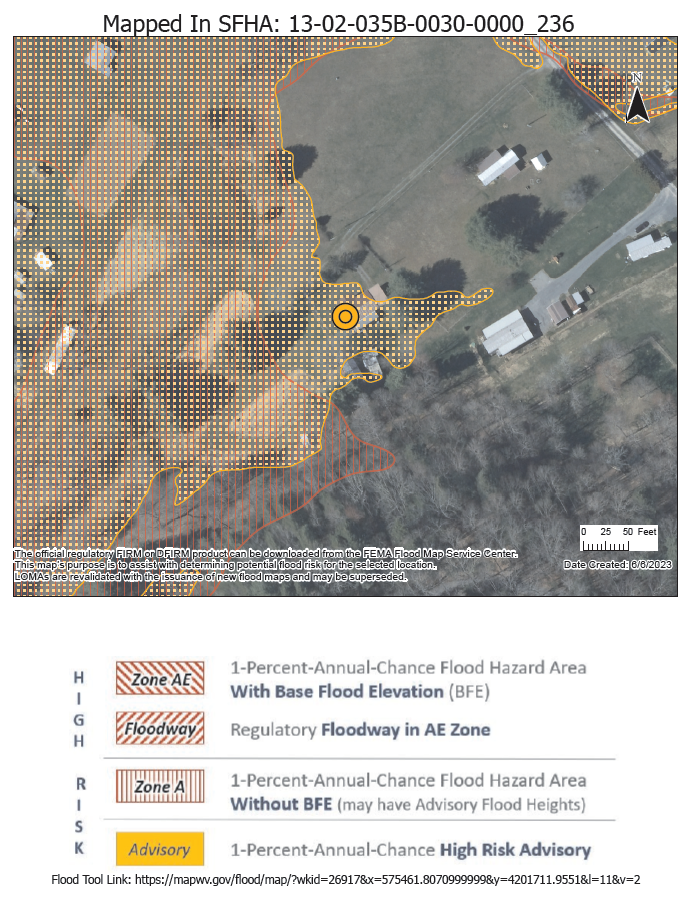 Mapped In SFHA: 13-02-035B-0030-0000_236
N
0 25 50 Feet
The official regulatory FIRM or DFIRM product can be downloaded from the FEMA Flood Map Service Center.
This map's purpose is to assist with determining potential flood risk for the selected location.
Date Created: 6/6/2023
LOMAs are revalidated with the issuance of new flood maps and may be superseded.
HIGH
Zone AE
1-Percent-Annual-Chance Flood Hazard Area
With Base Flood Elevation (BFE)
Floodway
Regulatory Floodway in AE Zone
RISK
Zone A
1-Percent-Annual-Chance Flood Hazard Area
Without BFE (may have Advisory Flood Heights)
Advisory
1-Percent-Annual-Chance High Risk Advisory
Flood Tool Link: https://mapwv.gov/flood/map/?wkid=26917&x=575461.8070999999&y=4201711.9551&l=11&v=2